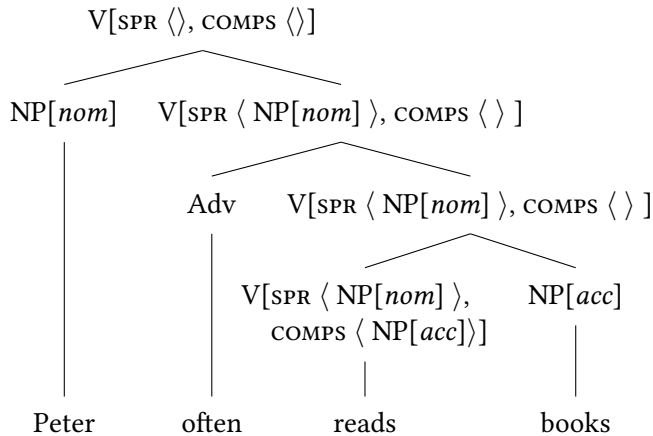 V[SPR ⟨⟩, COMPS ⟨⟩]
NP[nom] V[SPR ⟨ NP[nom] ⟩, COMPS ⟨ ⟩ ]
Adv V[SPR ⟨ NP[nom] ⟩, COMPS ⟨ ⟩ ]
V[SPR ⟨ NP[nom] ⟩, NP[acc]
COMPS ⟨ NP[acc]⟩]
Peter often reads books